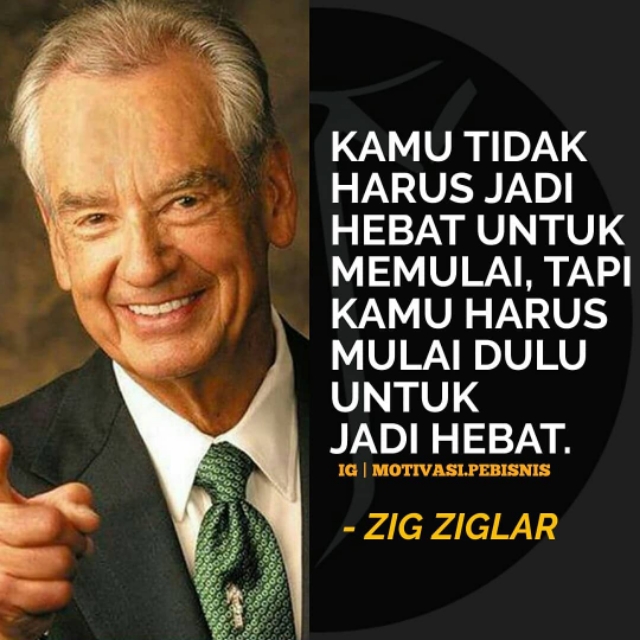 KAMU TIDAK
HARUS JADI
HEBAT UNTUK
MEMULAI, TAPI
KAMU HARUS
MULAI DULU
UNTUK
JADI HEBAT.
IG | MOTIVASI.PEBISNIS
- ZIG ZIGLAR